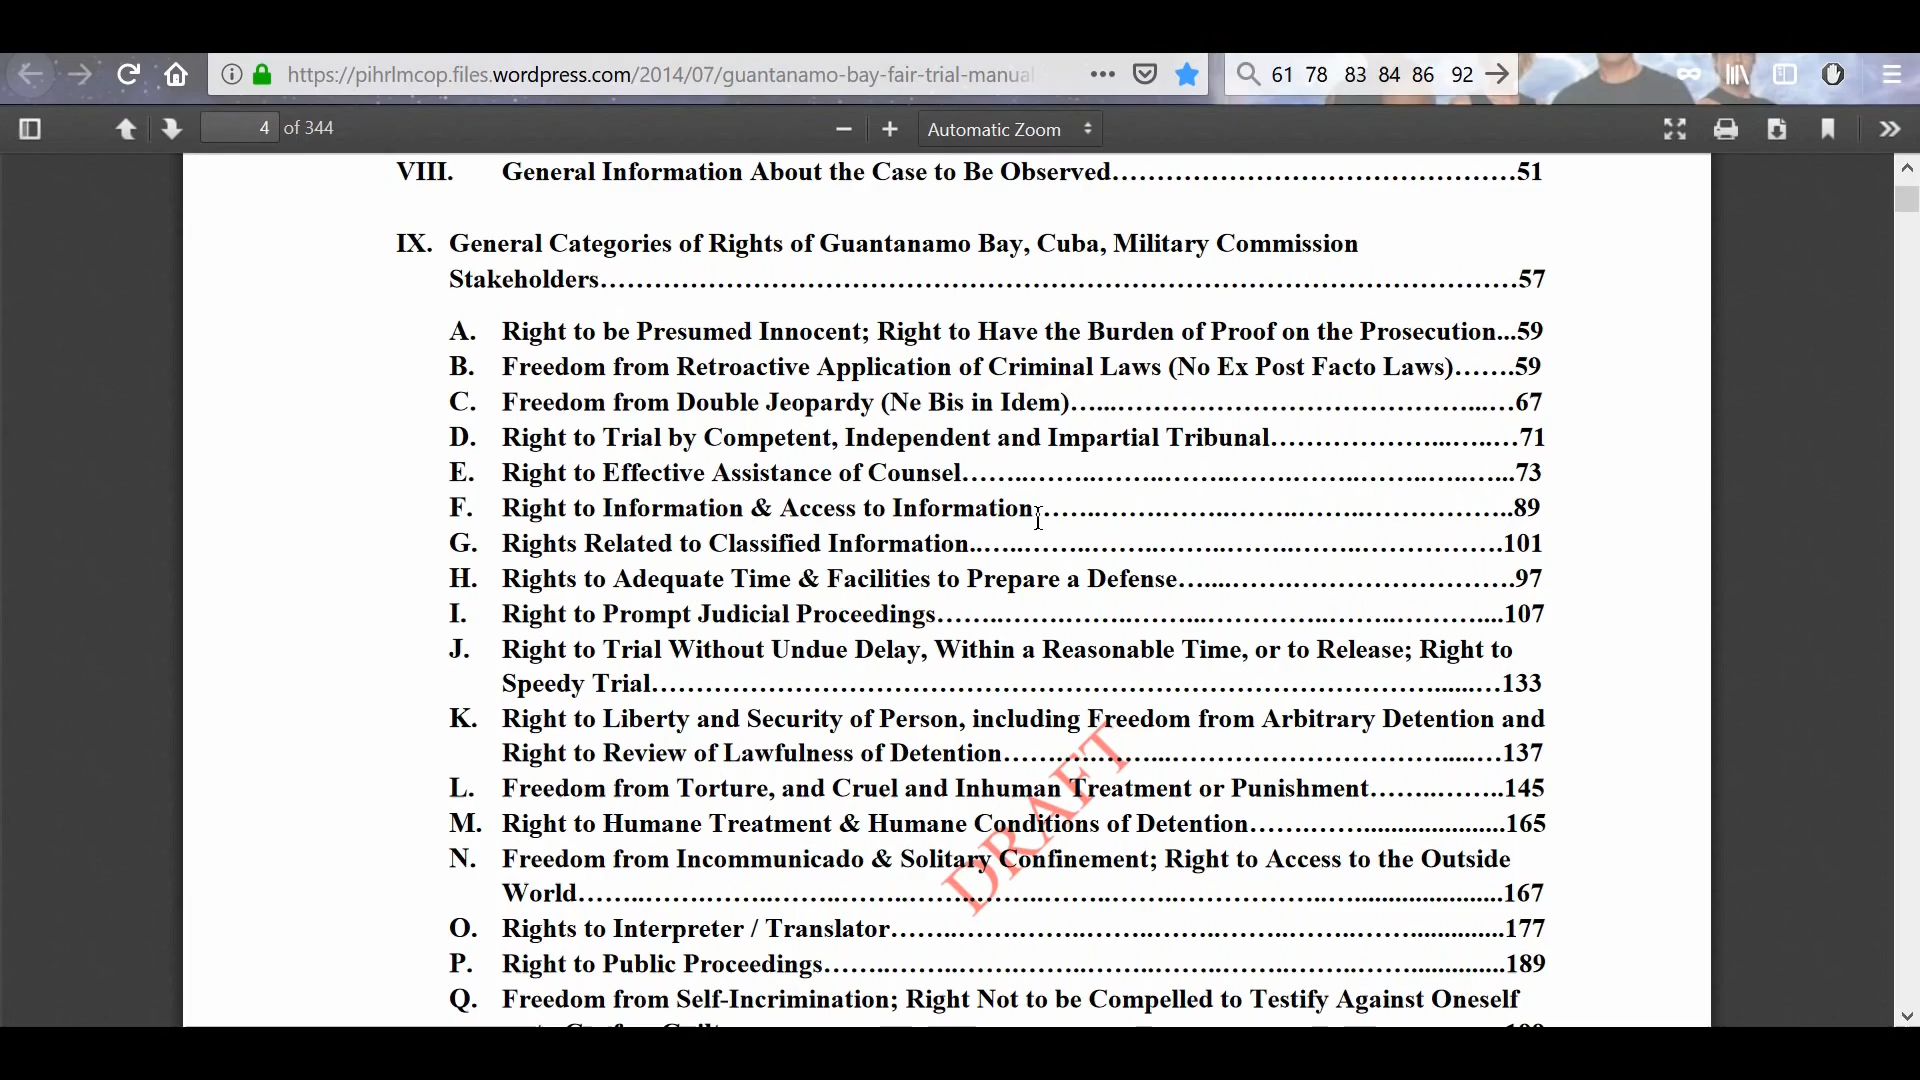 https://pihrlmcop.files.wordpress.com/2014/07/guantanamo-bay-fair-trial-manual
61 78 83 84 86 92
4 of 344
Automatic Zoom
VIII. General Information About the Case to Be Observed……………………………………51
IX. General Categories of Rights of Guantanamo Bay, Cuba, Military Commission
Stakeholders……………………………………………………………………………………57
A. Right to be Presumed Innocent; Right to Have the Burden of Proof on the Prosecution...59
B. Freedom from Retroactive Application of Criminal Laws (No Ex Post Facto Laws)…….59
C. Freedom from Double Jeopardy (Ne Bis in Idem)…...……………………………………...…67
D. Right to Trial by Competent, Independent and Impartial Tribunal…………………..…..…71
E. Right to Effective Assistance of Counsel…….…………………………………………………...73
F. Right to Information & Access to Information…………………………………………………..89
G. Rights Related to Classified Information..…..…………………………………………………….101
H. Rights to Adequate Time & Facilities to Prepare a Defense…....……………………………….97
I. Right to Prompt Judicial Proceedings……..……………………………………………………...107
J. Right to Trial Without Undue Delay, Within a Reasonable Time, or to Release; Right to
Speedy Trial………………………………………………………………………………......…133
K. Right to Liberty and Security of Person, including Freedom from Arbitrary Detention and
Right to Review of Lawfulness of Detention……………………………………………....…137
L. Freedom from Torture, and Cruel and Inhuman Treatment or Punishment……..……..145
M. Right to Humane Treatment & Humane Conditions of Detention…….…….....................165
N. Freedom from Incommunicado & Solitary Confinement; Right to Access to the Outside
World……..…………………………………………………………………......................167
O. Rights to Interpreter / Translator……..……………………………………………..............177
P. Right to Public Proceedings……..……………………………………………………..............189
Q. Freedom from Self-Incrimination; Right Not to be Compelled to Testify Against Oneself
DRAFT